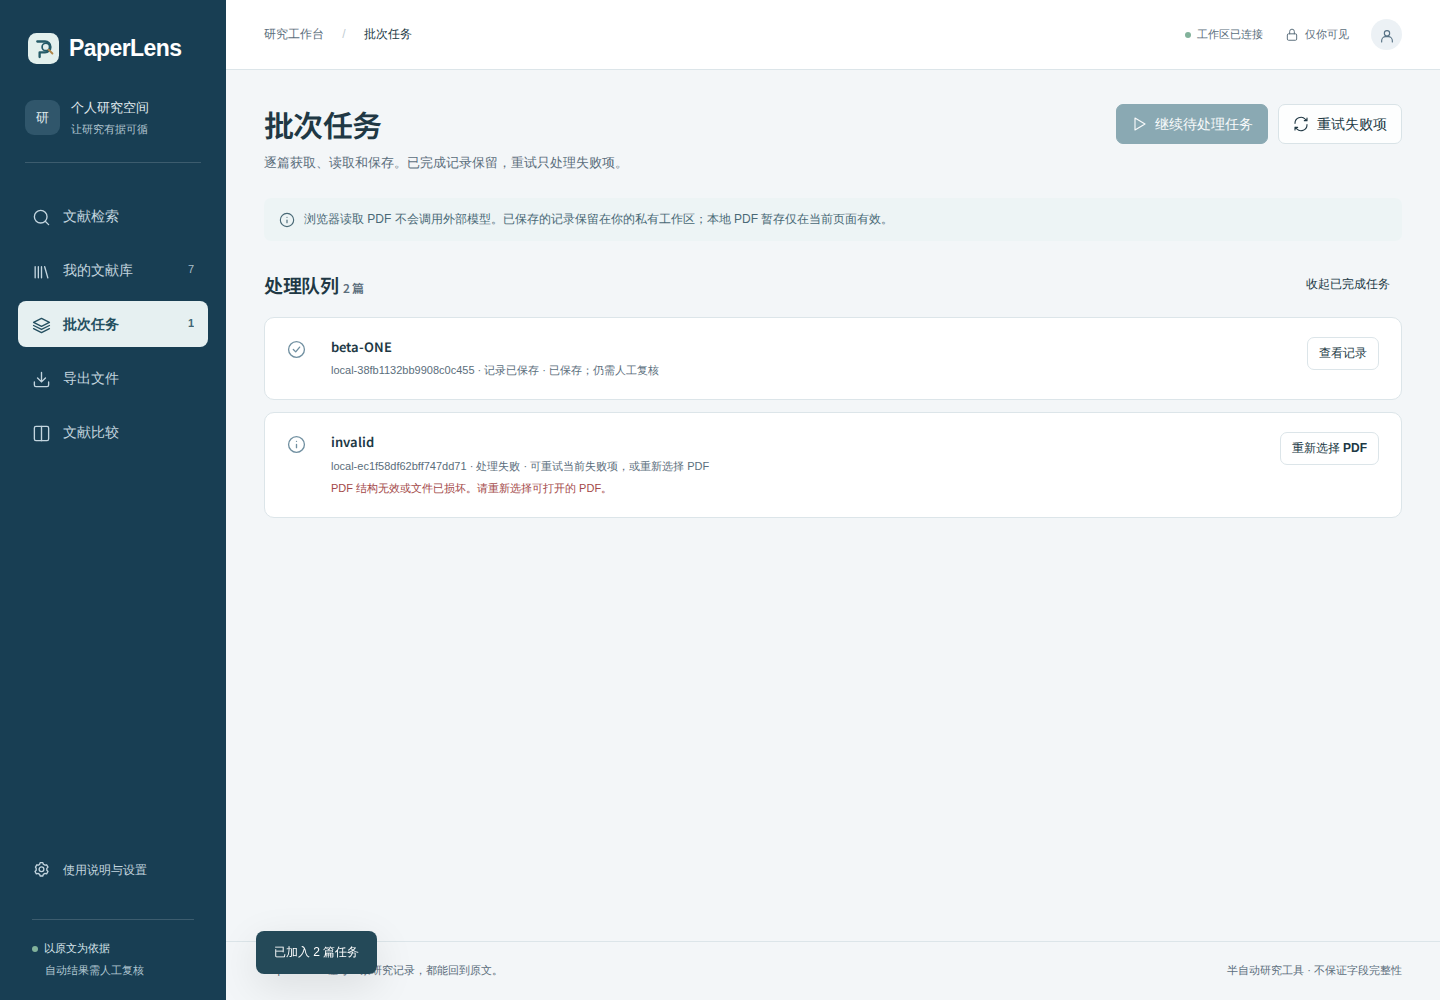 PaperLens
研
个人研究空间
让研究有据可循
文献检索
我的文献库 7
批次任务 1
导出文件
文献比较
使用说明与设置
以原文为依据
自动结果需人工复核
研究工作台 / 批次任务
工作区已连接
仅你可见
批次任务
逐篇获取、读取和保存。已完成记录保留，重试只处理失败项。
继续待处理任务
重试失败项
浏览器读取 PDF 不会调用外部模型。已保存的记录保留在你的私有工作区；本地 PDF 暂存仅在当前页面有效。
处理队列 2 篇
收起已完成任务
beta-ONE
local-38fb1132bb9908c0c455 · 记录已保存 · 已保存；仍需人工复核
查看记录
invalid
local-ec1f58df62bff747dd71 · 处理失败 · 可重试当前失败项，或重新选择 PDF
PDF 结构无效或文件已损坏。请重新选择可打开的 PDF。
重新选择 PDF
已加入 2 篇任务
研究记录，都能回到原文。
半自动研究工具 · 不保证字段完整性